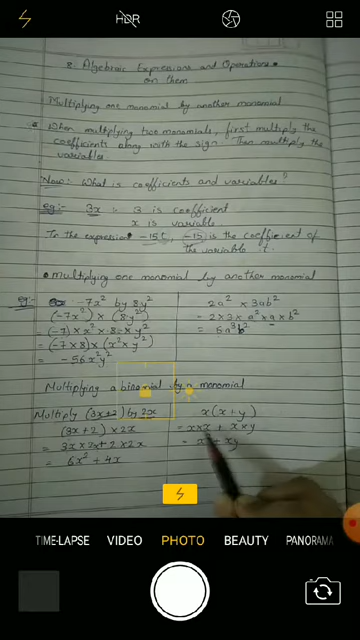 HDR
8. Algebraic Expressions and Operations
on them
Multiplying one monomial by another monomial
When multiplying two monomials, first multiply the
coefficients along with the sign. Then multiply the
variables
Now: What is coefficients and variables?
eg: 3x : 3 is coefficient
x is variable
In the expression -15t, -15 is the coefficient of
the variable t.
• Multiplying one monomial by another monomial
eg: -7x² by 8y²
(-7x²) × (8y²)
= (-7) × x² × 8 × y²
= (-7 × 8) × (x² × y²)
= -56x²y²
2a² × 3ab²
= 2 × 3 × a² × a × b²
= 6a³b²
Multiplying a binomial by a monomial
Multiply (3x+2) by 2x
(3x + 2) × 2x
= 3x × 2x + 2 × 2x
= 6x² + 4x
x(x+y)
= x×x + x×y
= x² + xy
TIME-LAPSE VIDEO PHOTO BEAUTY PANORAMA